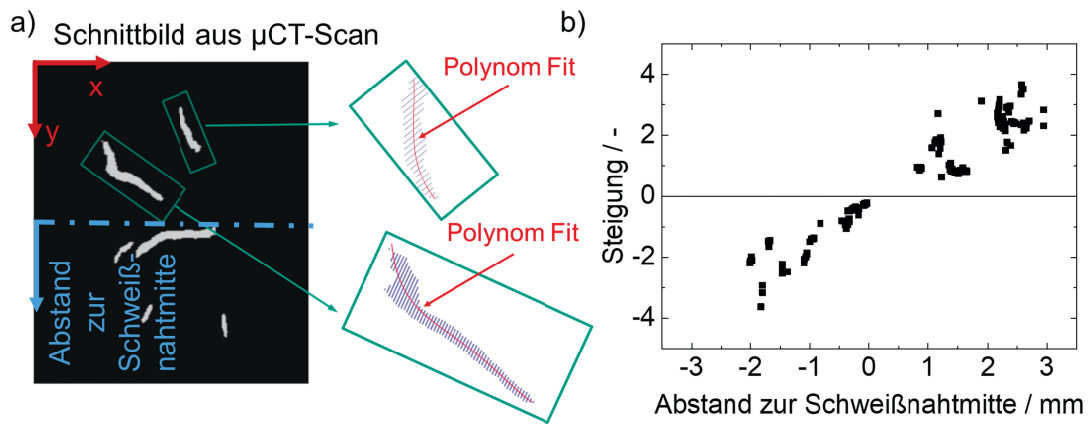 a)
Schnittbild aus µCT-Scan
x
y
Abstand
zur
Schweiß-
nahtmitte
Polynom Fit
Polynom Fit
b)
Steigung / -
4
2
0
-2
-4
-3 -2 -1 0 1 2 3
Abstand zur Schweißnahtmitte / mm